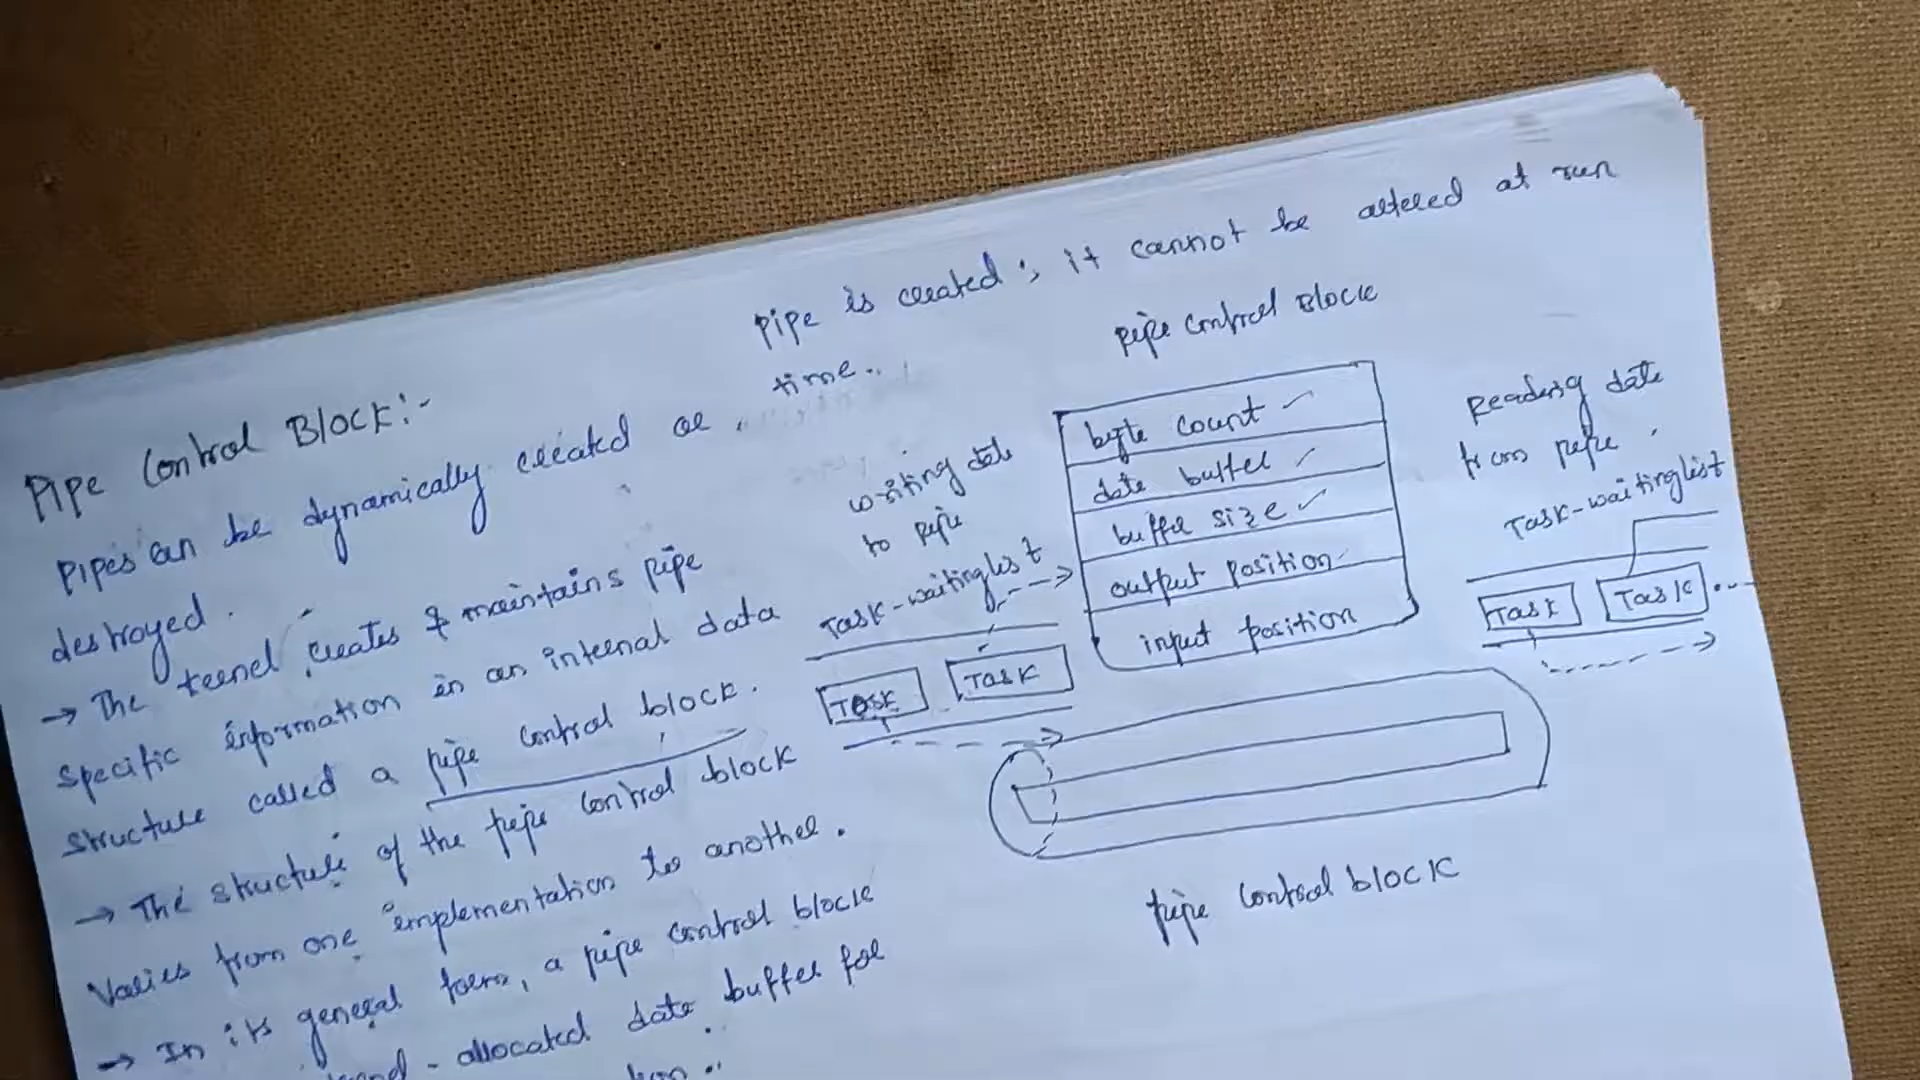 PIPE Control BLOCK:-
PIPES can be dynamically created or
destroyed.
→ The kernel creates & maintains pipe
specific information in an internal data
structure called a pipe control block.
→ The structure of the pipe control block
Varies from one implementation to another.
→ In its general form, a pipe control block
- allocated data buffer for
pipe is created; it cannot be altered at run
time.
pipe control Block
byte count
data buffer
buffer size
output position
input position
writing data
to pipe
Task-waitinglist
Task
TASK
Reading data
from pipe
Task-waitinglist
Task
Task
pipe control block